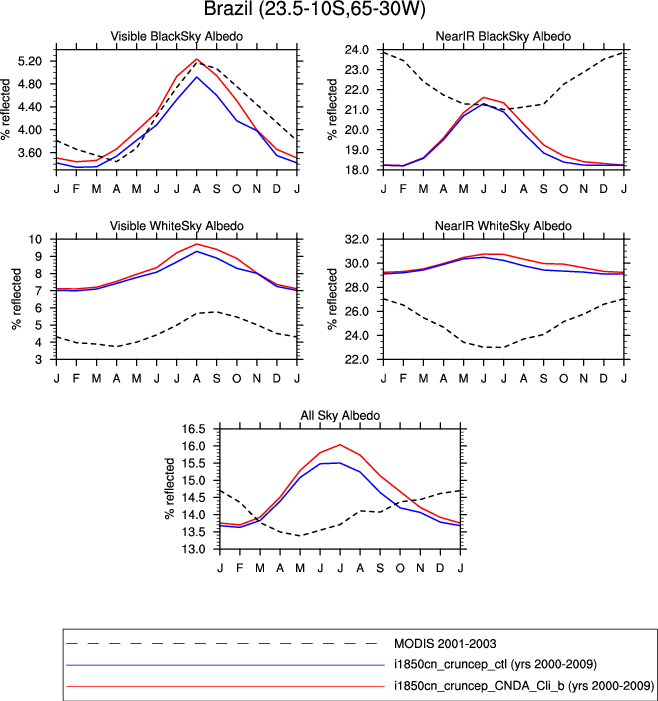 Brazil (23.5-10S,65-30W)
Visible BlackSky Albedo
% reflected
5.20
4.80
4.40
4.00
3.60
J F M A M J J A S O N D J
NearIR BlackSky Albedo
24.0
23.0
22.0
21.0
20.0
19.0
18.0
J F M A M J J A S O N D J
Visible WhiteSky Albedo
% reflected
10
9
8
7
6
5
4
3
J F M A M J J A S O N D J
NearIR WhiteSky Albedo
% reflected
32.0
30.0
28.0
26.0
24.0
22.0
J F M A M J J A S O N D J
All Sky Albedo
% reflected
16.5
16.0
15.5
15.0
14.5
14.0
13.5
13.0
J F M A M J J A S O N D J
MODIS 2001-2003
i1850cn_cruncep_ctl (yrs 2000-2009)
i1850cn_cruncep_CNDA_Cli_b (yrs 2000-2009)